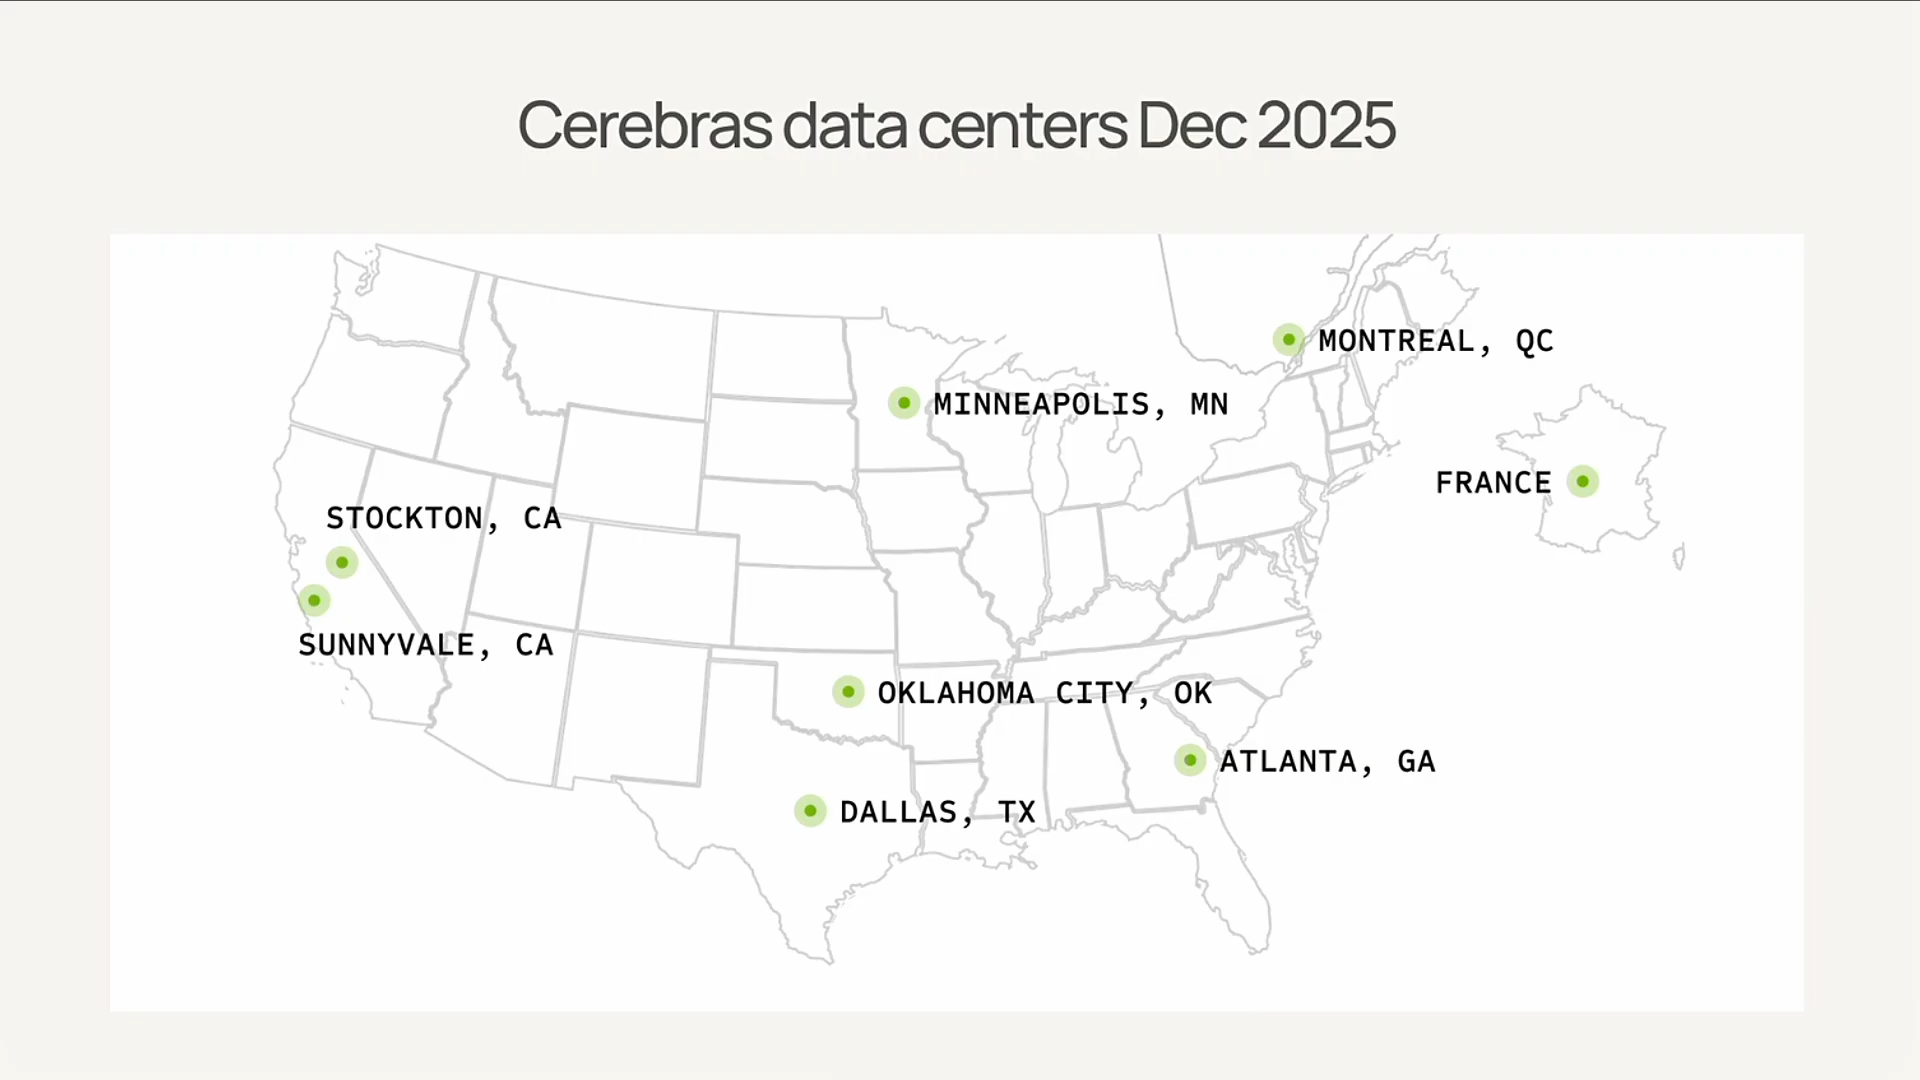 Cerebras data centers Dec 2025
MONTREAL, QC
MINNEAPOLIS, MN
FRANCE
STOCKTON, CA
SUNNYVALE, CA
OKLAHOMA CITY, OK
ATLANTA, GA
DALLAS, TX